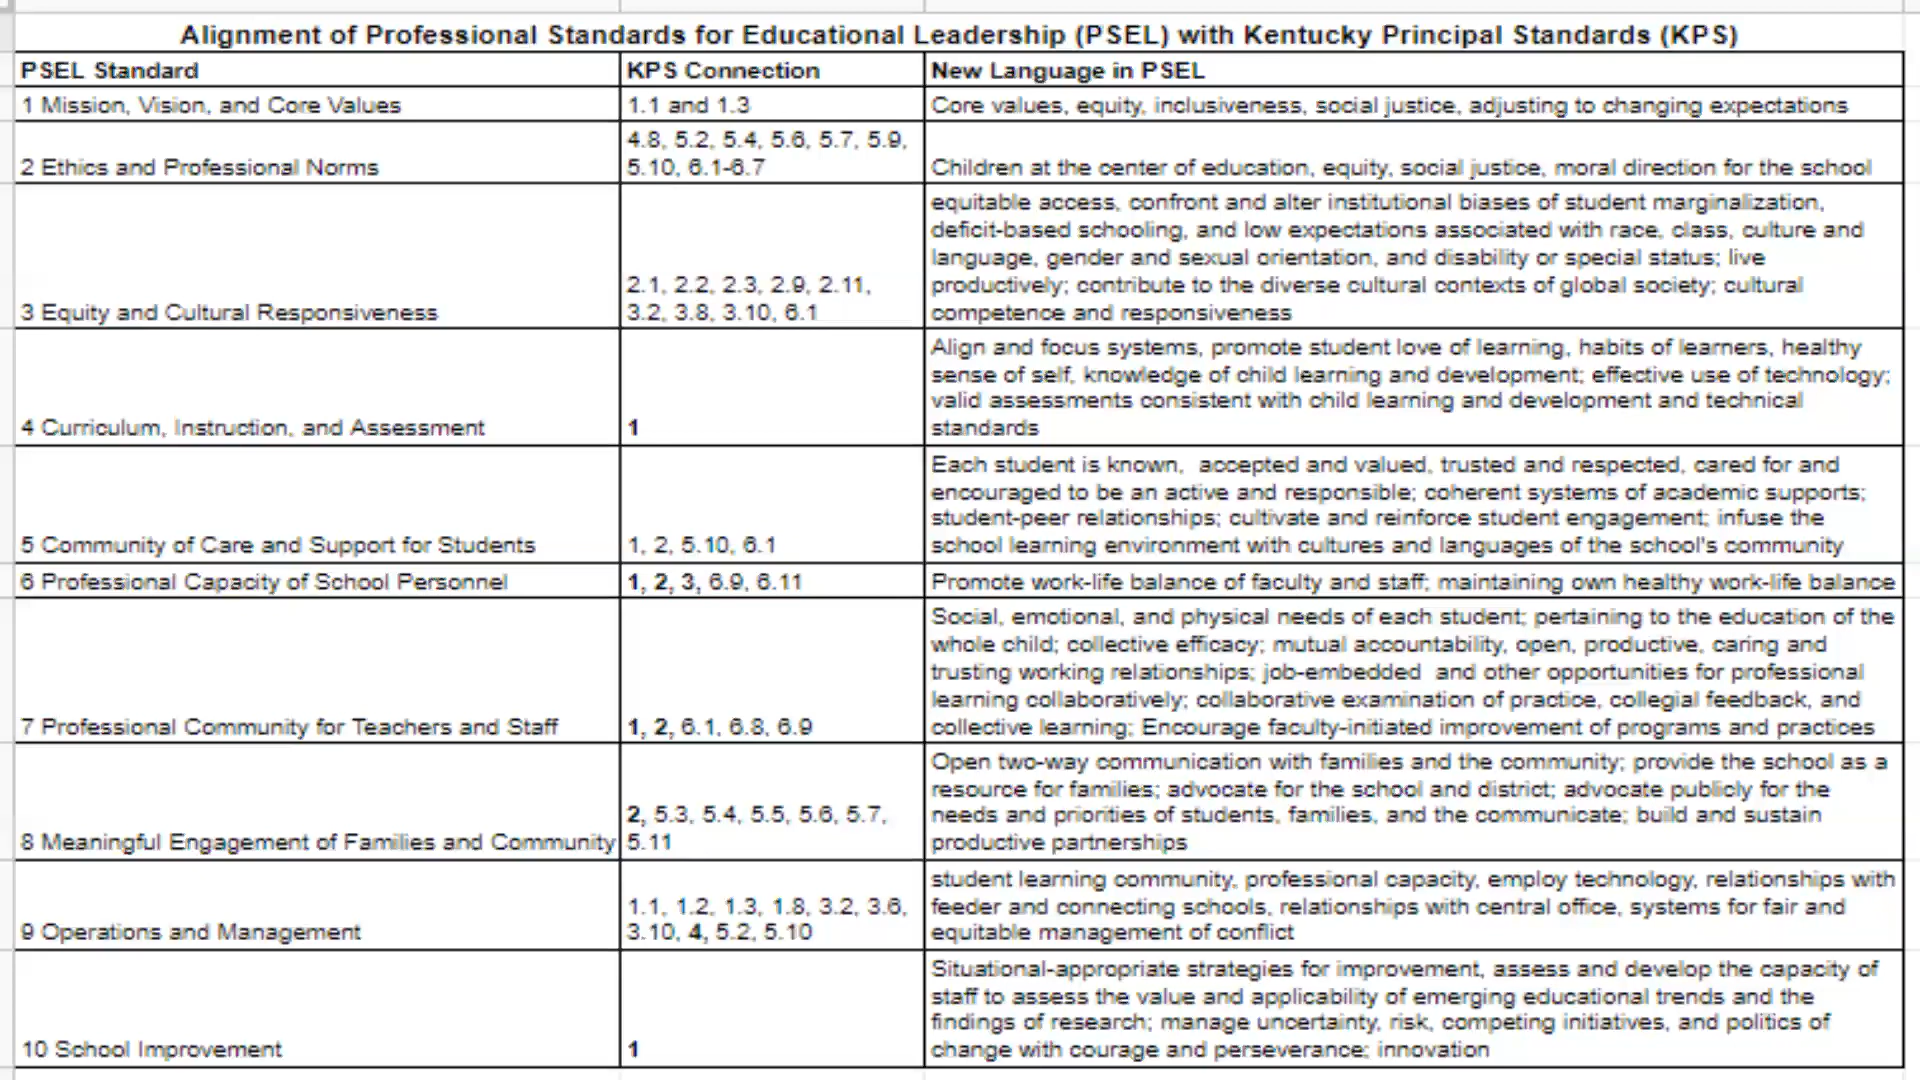 Alignment of Professional Standards for Educational Leadership (PSEL) with Kentucky Principal Standards (KPS)
PSEL Standard
KPS Connection
New Language in PSEL
1 Mission, Vision, and Core Values
1.1 and 1.3
Core values, equity, inclusiveness, social justice, adjusting to changing expectations
2 Ethics and Professional Norms
4.8, 5.2, 5.4, 5.6, 5.7, 5.9,
5.10, 6.1-6.7
Children at the center of education, equity, social justice, moral direction for the school
3 Equity and Cultural Responsiveness
2.1, 2.2, 2.3, 2.9, 2.11,
3.2, 3.8, 3.10, 6.1
equitable access, confront and alter institutional biases of student marginalization,
deficit-based schooling, and low expectations associated with race, class, culture and
language, gender and sexual orientation, and disability or special status; live
productively; contribute to the diverse cultural contexts of global society; cultural
competence and responsiveness
4 Curriculum, Instruction, and Assessment
1
Align and focus systems, promote student love of learning, habits of learners, healthy
sense of self, knowledge of child learning and development; effective use of technology;
valid assessments consistent with child learning and development and technical
standards
5 Community of Care and Support for Students
1, 2, 5.10, 6.1
Each student is known,  accepted and valued, trusted and respected, cared for and
encouraged to be an active and responsible; coherent systems of academic supports;
student-peer relationships; cultivate and reinforce student engagement; infuse the
school learning environment with cultures and languages of the school's community
6 Professional Capacity of School Personnel
1, 2, 3, 6.9, 6.11
Promote work-life balance of faculty and staff; maintaining own healthy work-life balance
7 Professional Community for Teachers and Staff
1, 2, 6.1, 6.8, 6.9
Social, emotional, and physical needs of each student; pertaining to the education of the
whole child; collective efficacy; mutual accountability, open, productive, caring and
trusting working relationships; job-embedded  and other opportunities for professional
learning collaboratively; collaborative examination of practice, collegial feedback, and
collective learning; Encourage faculty-initiated improvement of programs and practices
8 Meaningful Engagement of Families and Community
2, 5.3, 5.4, 5.5, 5.6, 5.7,
5.11
Open two-way communication with families and the community; provide the school as a
resource for families; advocate for the school and district; advocate publicly for the
needs and priorities of students, families, and the communicate; build and sustain
productive partnerships
9 Operations and Management
1.1, 1.2, 1.3, 1.8, 3.2, 3.6,
3.10, 4, 5.2, 5.10
student learning community, professional capacity, employ technology, relationships with
feeder and connecting schools, relationships with central office, systems for fair and
equitable management of conflict
10 School Improvement
1
Situational-appropriate strategies for improvement, assess and develop the capacity of
staff to assess the value and applicability of emerging educational trends and the
findings of research; manage uncertainty, risk, competing initiatives, and politics of
change with courage and perseverance; innovation